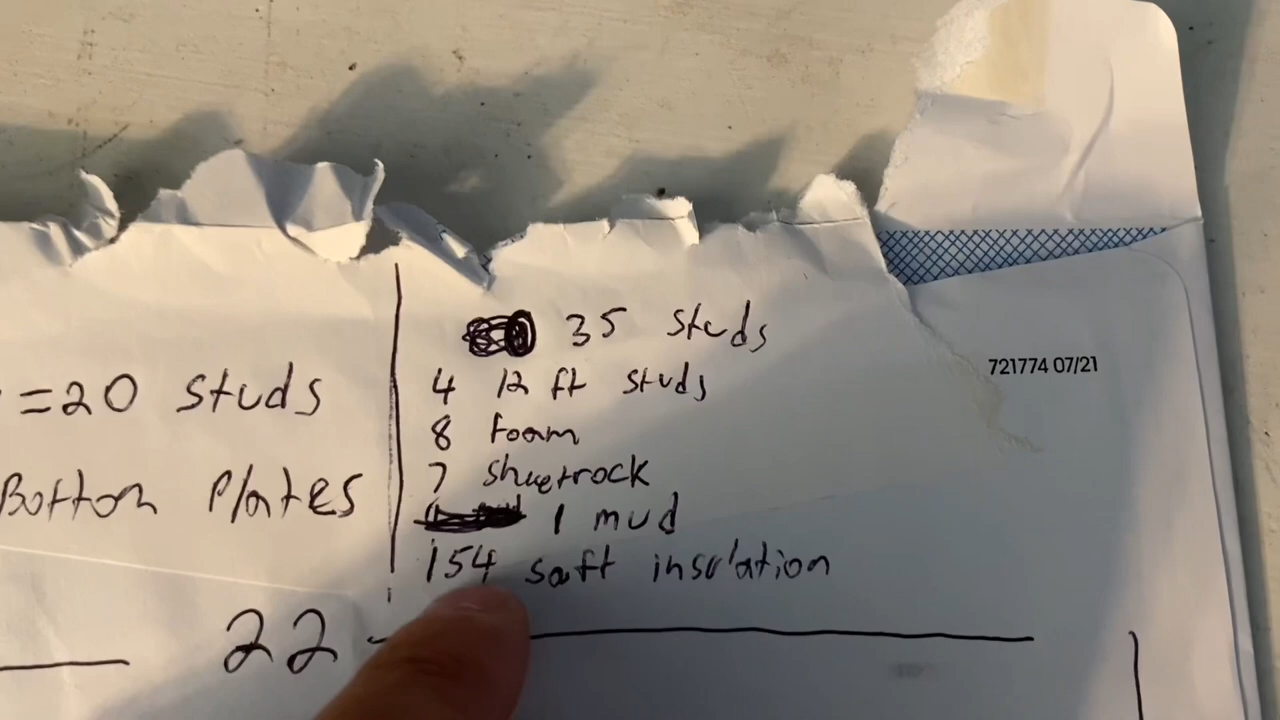 35 studs
4 12 ft studs
8 foam
7 sheetrock
1 mud
154 sqft insulation
=20 studs
Bottom Plates
22
721774 07/21